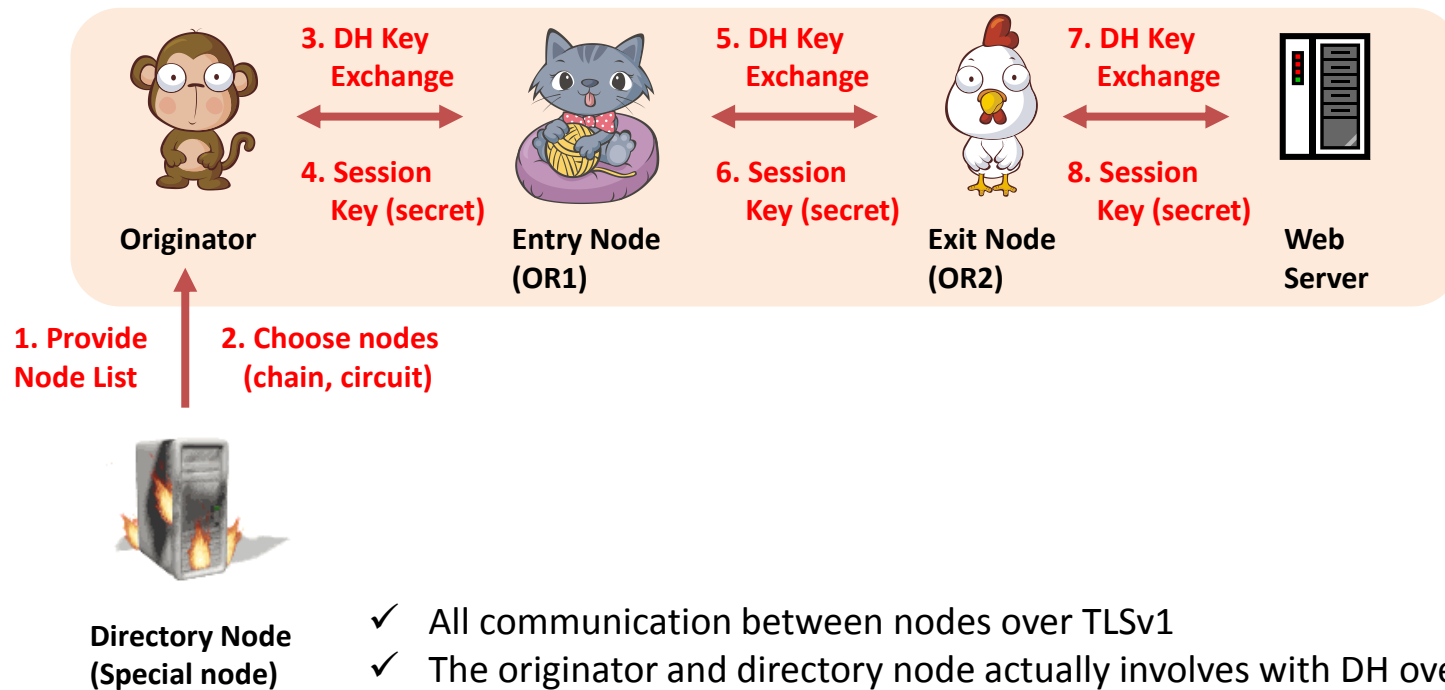 3. DH Key
Exchange
5. DH Key
Exchange
7. DH Key
Exchange
4. Session
Key (secret)
6. Session
Key (secret)
8. Session
Key (secret)
Originator
Entry Node
(OR1)
Exit Node
(OR2)
Web
Server
1. Provide
Node List
2. Choose nodes
(chain, circuit)
Directory Node
(Special node)
✓ All communication between nodes over TLSv1
✓ The originator and directory node actually involves with DH